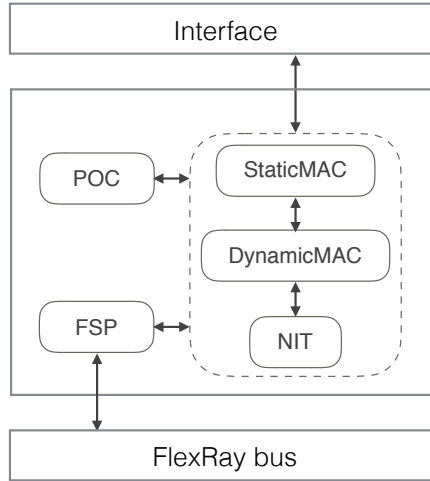 Interface
POC
StaticMAC
DynamicMAC
FSP
NIT
FlexRay bus